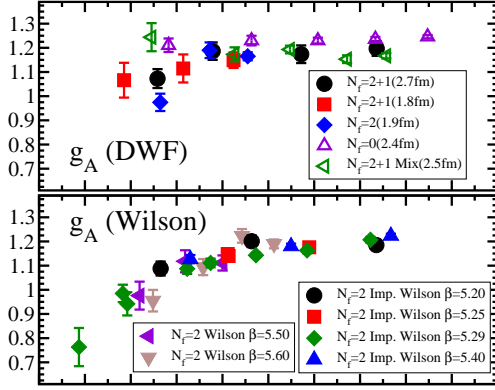 1.3
1.2
1.1
1
0.9
0.8
0.7
g_A (DWF)
N_f=2+1(2.7fm)
N_f=2+1(1.8fm)
N_f=2(1.9fm)
N_f=0(2.4fm)
N_f=2+1 Mix(2.5fm)
1.3
1.2
1.1
1
0.9
0.8
0.7
g_A (Wilson)
N_f=2 Wilson β=5.50
N_f=2 Wilson β=5.60
N_f=2 Imp. Wilson β=5.20
N_f=2 Imp. Wilson β=5.25
N_f=2 Imp. Wilson β=5.29
N_f=2 Imp. Wilson β=5.40